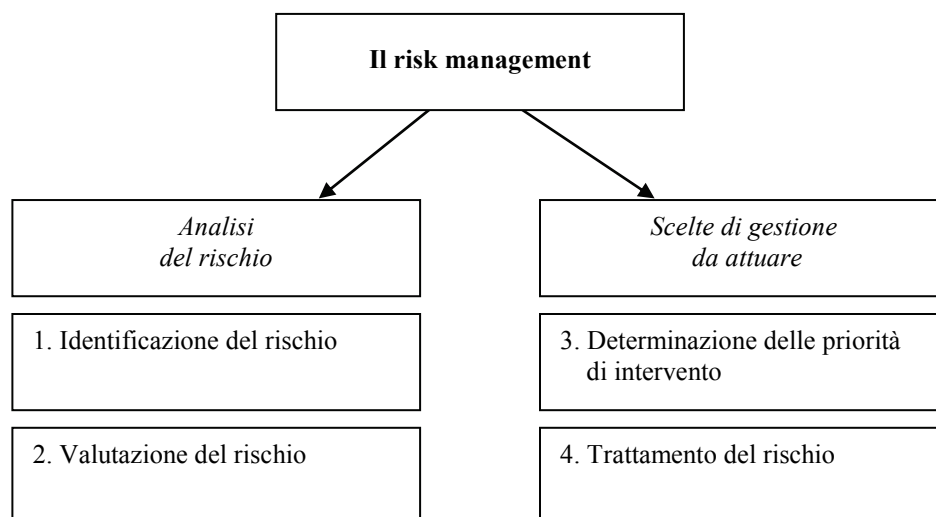 Il risk management
Analisi
del rischio
1. Identificazione del rischio
2. Valutazione del rischio
Scelte di gestione
da attuare
3. Determinazione delle priorità
di intervento
4. Trattamento del rischio